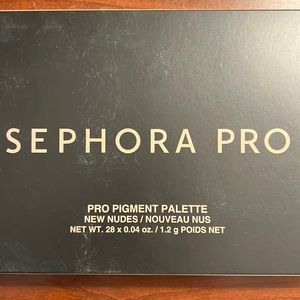 SEPHORA PRO
PRO PIGMENT PALETTE
NEW NUDES / NOUVEAU NUS
NET WT. 28 x 0.04 oz. / 1.2 g POIDS NET